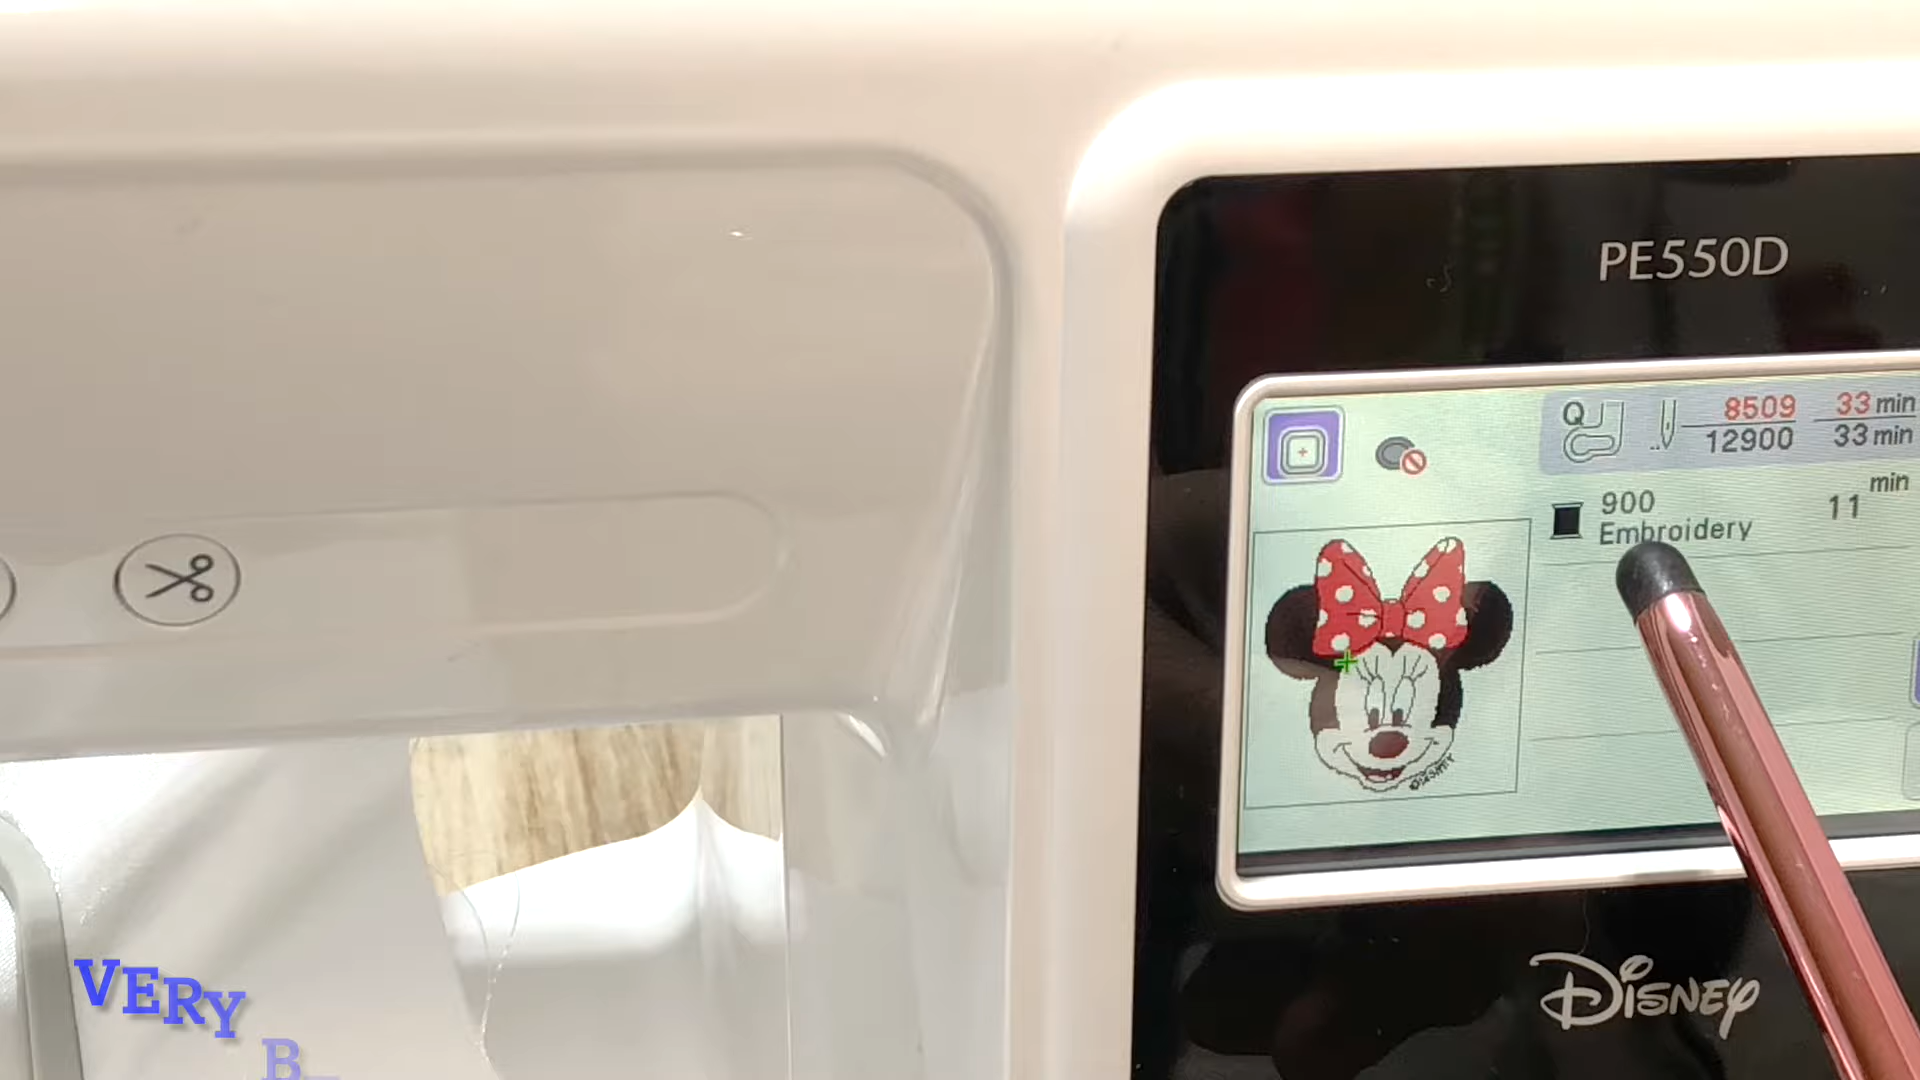 PE550D
Q 8509 33 min
12900 33 min
900 11 min
Embroidery
©DISNEY
DISNEY
VERY
B